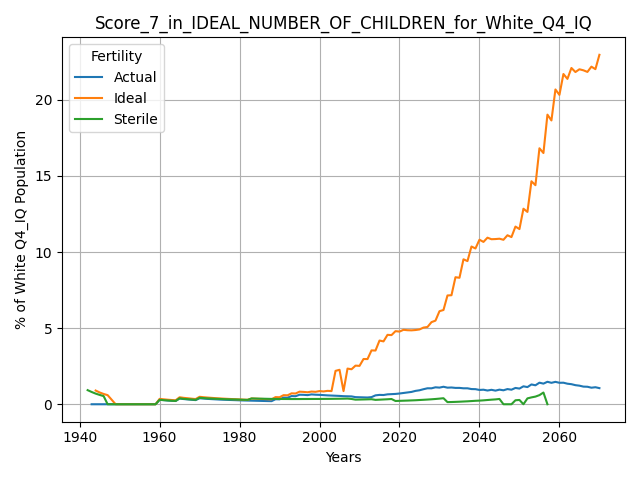 Score_7_in_IDEAL_NUMBER_OF_CHILDREN_for_White_Q4_IQ
Fertility
Actual
Ideal
Sterile
% of White Q4_IQ Population
20
15
10
5
0
1940 1960 1980 2000 2020 2040 2060
Years